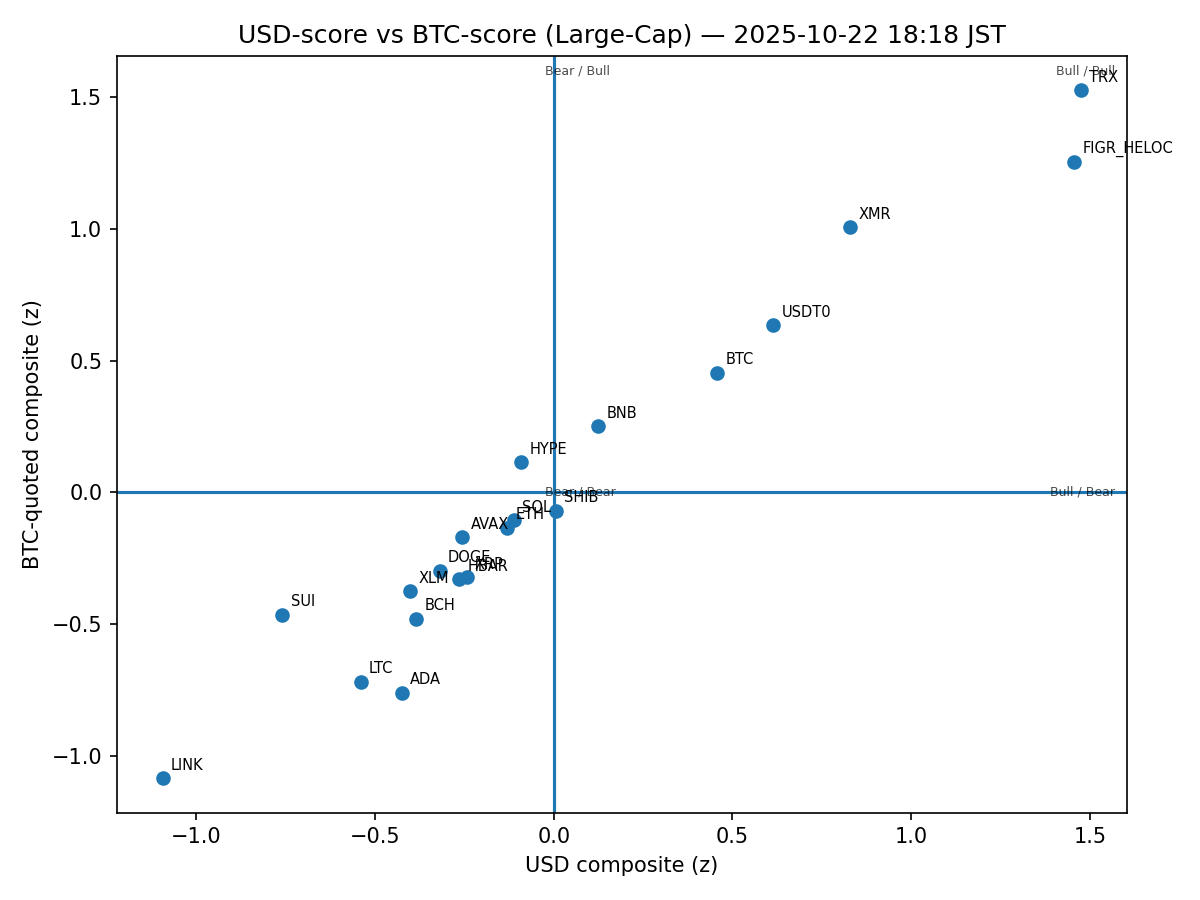 USD-score vs BTC-score (Large-Cap) — 2025-10-22 18:18 JST
Bear / Bull
Bull / Bull
TRX
FIGR_HELOC
XMR
USDT0
BTC
BNB
HYPE
Bear / Bear
Bull / Bear
SHIB
SOL
ETH
AVAX
DOGE
XRP
HBAR
XLM
SUI
BCH
LTC
ADA
LINK
1.5
1.0
0.5
0.0
−0.5
−1.0
BTC-quoted composite (z)
−1.0
−0.5
0.0
0.5
1.0
1.5
USD composite (z)